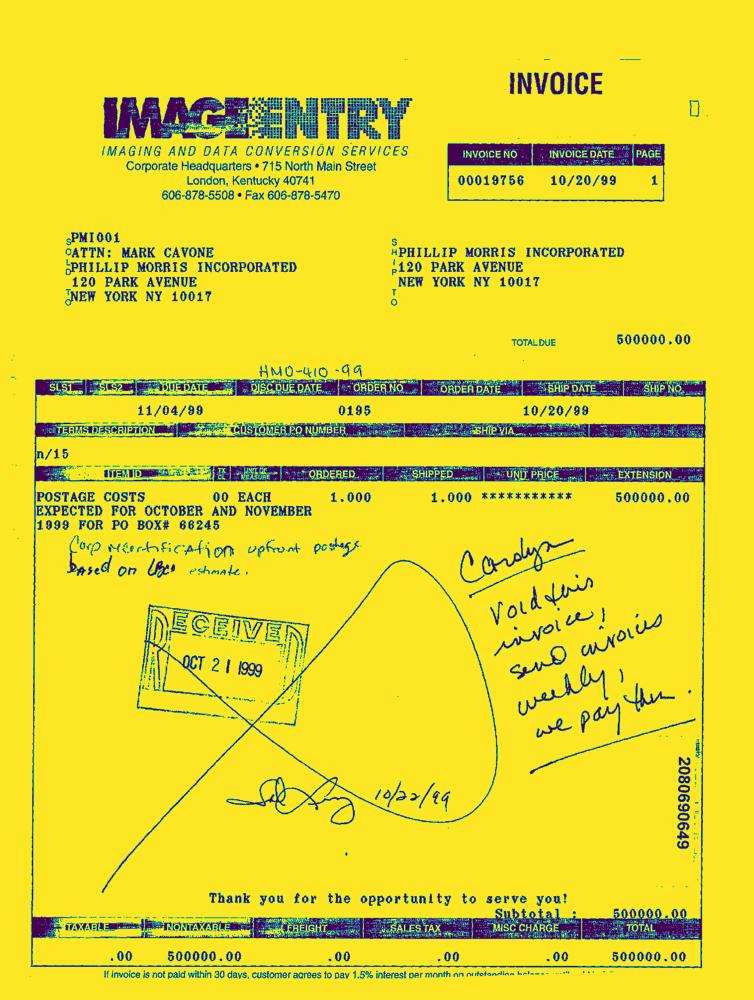 INVOICE
IMAGE ENTRY
IMAGING AND DATA CONVERSION SERVICES
Corporate Headquarters • 715 North Main Street
London, Kentucky 40741
606-878-5508 • Fax 606-878-5470
INVOICE NO. INVOICE DATE PAGE
00019756 10/20/99 1
SOLD TO
PMI001
ATTN: MARK CAVONE
PHILLIP MORRIS INCORPORATED
120 PARK AVENUE
NEW YORK NY 10017
SHIP TO
PHILLIP MORRIS INCORPORATED
120 PARK AVENUE
NEW YORK NY 10017
TOTAL DUE 500000.00
HMO-410-99
SLS1 SLS2 DUE DATE DISC DUE DATE ORDER NO. ORDER DATE SHIP DATE SHIP NO.
11/04/99 0195 10/20/99
TERMS DESCRIPTION CUSTOMER PO NUMBER SHIP VIA
n/15
ITEM ID TX CL UNIT OF MEASURE ORDERED SHIPPED UNIT PRICE EXTENSION
POSTAGE COSTS 00 EACH 1.000 1.000 *********** 500000.00
EXPECTED FOR OCTOBER AND NOVEMBER
1999 FOR PO BOX# 66245
Corp recertification upfront postage
based on estimate.
Carolyn
Void this
invoice!
send invoices
weekly,
we pay then.
RECEIVED
OCT 21 1999
10/22/99
2080690649
Thank you for the opportunity to serve you!
Subtotal : 500000.00
TAXABLE NONTAXABLE FREIGHT SALES TAX MISC CHARGE TOTAL
.00 500000.00 .00 .00 .00 500000.00
If invoice is not paid within 30 days, customer agrees to pay 1.5% interest per month on outstanding